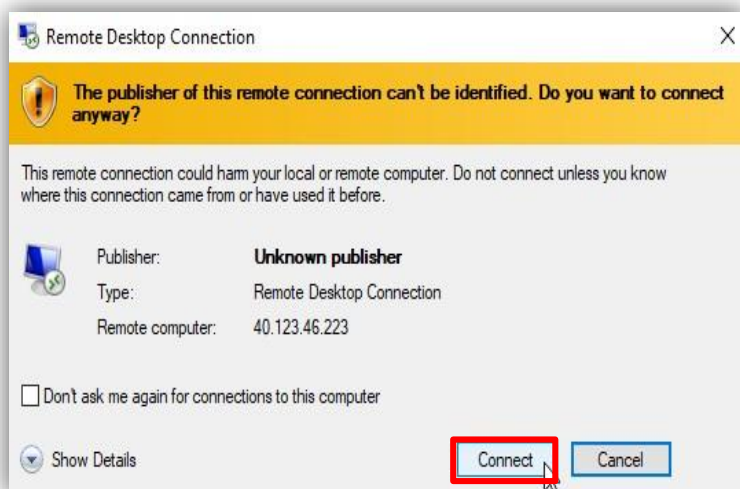 Remote Desktop Connection
The publisher of this remote connection can't be identified. Do you want to connect
anyway?
This remote connection could harm your local or remote computer. Do not connect unless you know
where this connection came from or have used it before.
Publisher: Unknown publisher
Type: Remote Desktop Connection
Remote computer: 40.123.46.223
Don't ask me again for connections to this computer
Show Details Connect Cancel